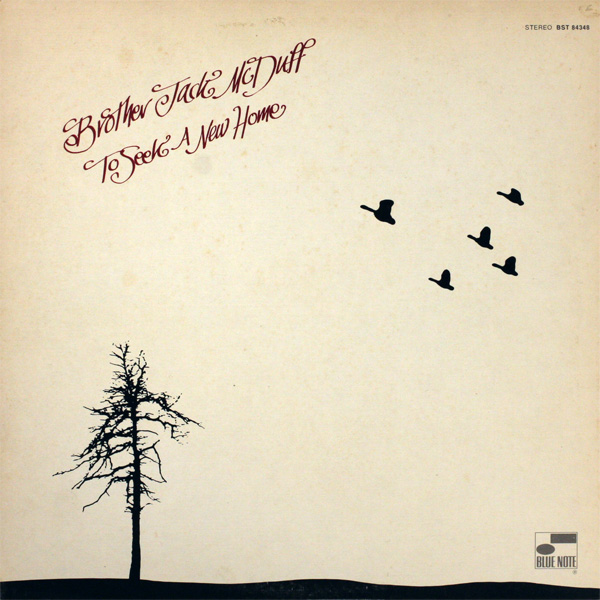 STEREO BST 84348
Brother Jack McDuff
To Seek A New Home
BLUE NOTE
®